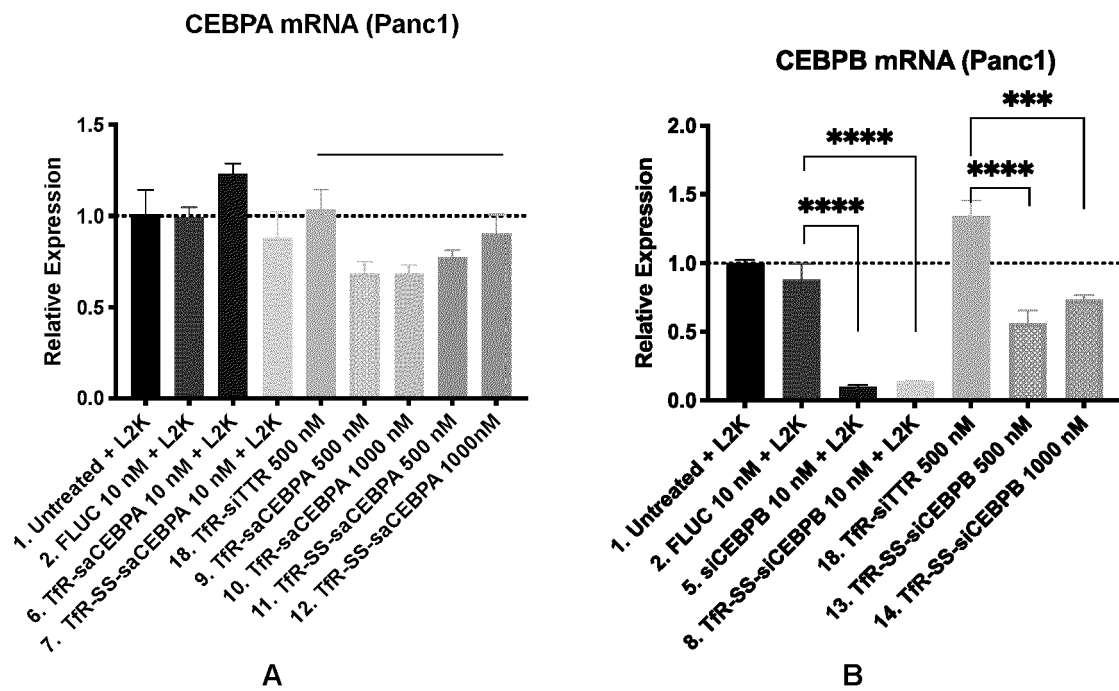 CEBPA mRNA (Panc1)
Relative Expression
1.5
1.0
0.5
0.0
1. Untreated + L2K
2. FLUC 10 nM + L2K
6. TfR-saCEBPA 10 nM + L2K
7. TfR-SS-saCEBPA 10 nM + L2K
18. TfR-siTTR 500 nM
9. TfR-saCEBPA 500 nM
10. TfR-saCEBPA 1000 nM
11. TfR-SS-saCEBPA 500 nM
12. TfR-SS-saCEBPA 1000nM
A
CEBPB mRNA (Panc1)
Relative Expression
2.0
1.5
1.0
0.5
0.0
****
****
***
****
1. Untreated + L2K
2. FLUC 10 nM + L2K
5. siCEBPB 10 nM + L2K
8. TfR-SS-siCEBPB 10 nM + L2K
18. TfR-siTTR 500 nM
13. TfR-SS-siCEBPB 500 nM
14. TfR-SS-siCEBPB 1000 nM
B